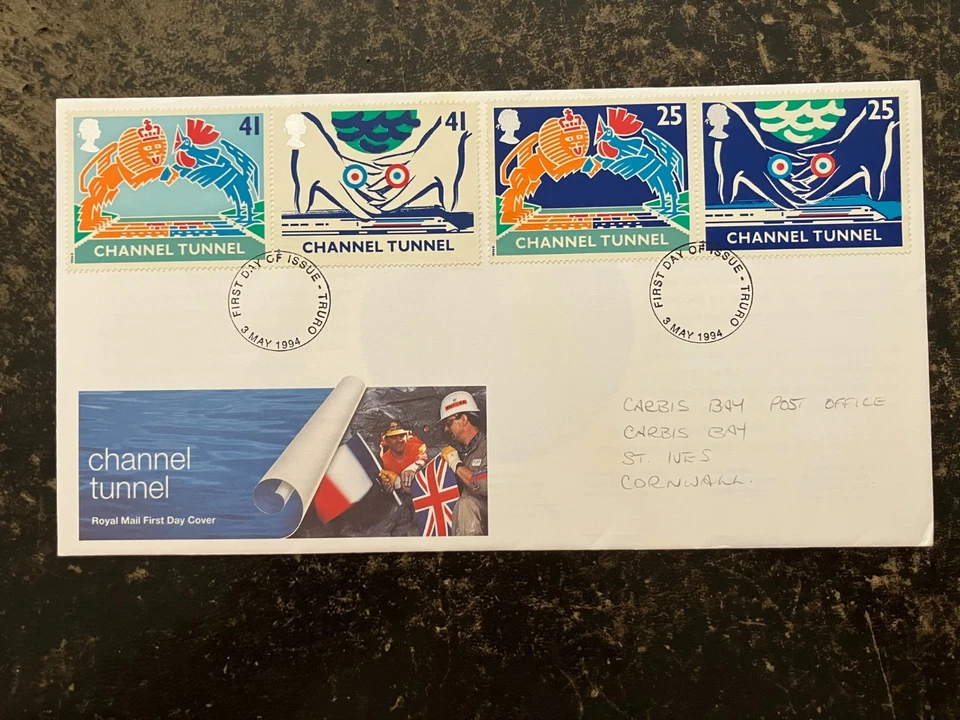 41
CHANNEL TUNNEL
41
CHANNEL TUNNEL
25
CHANNEL TUNNEL
25
CHANNEL TUNNEL
FIRST DAY OF ISSUE - TRURO
3 MAY 1994
FIRST DAY OF ISSUE - TRURO
3 MAY 1994
CARBIS BAY POST OFFICE
CARBIS BAY
ST. IVES
CORNWALL.
channel
tunnel
Royal Mail First Day Cover